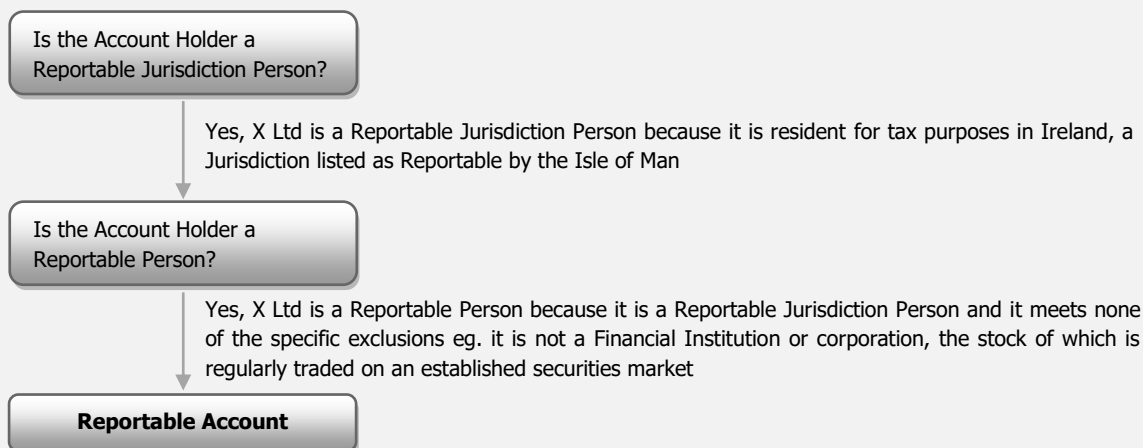 Is the Account Holder a
Reportable Jurisdiction Person?
Yes, X Ltd is a Reportable Jurisdiction Person because it is resident for tax purposes in Ireland, a
Jurisdiction listed as Reportable by the Isle of Man
Is the Account Holder a
Reportable Person?
Yes, X Ltd is a Reportable Person because it is a Reportable Jurisdiction Person and it meets none
of the specific exclusions eg. it is not a Financial Institution or corporation, the stock of which is
regularly traded on an established securities market
Reportable Account